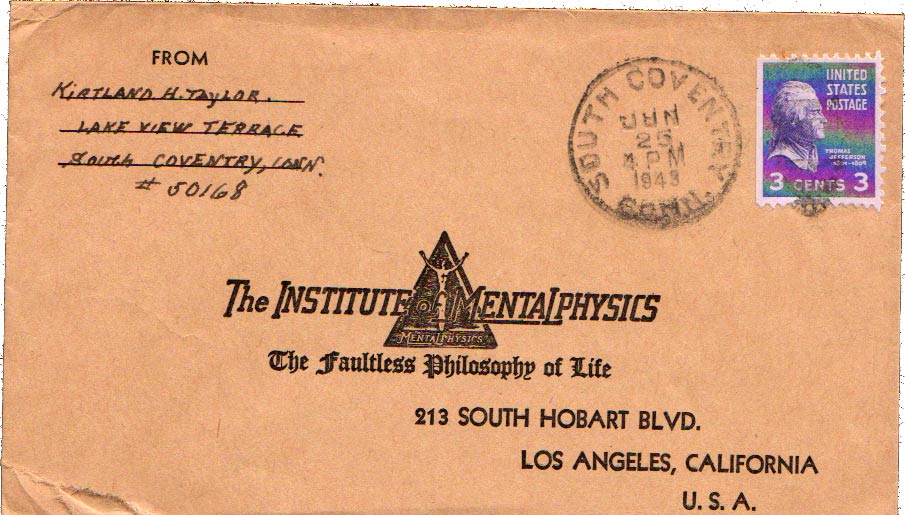 FROM
Kirtland H. Taylor.
LAKE VIEW TERRACE
South COVENTRY, CONN.
# 50168
SOUTH COVENTRY
JUN
25
4 PM
1943
CONN.
UNITED
STATES
POSTAGE
THOMAS
JEFFERSON
3 CENTS 3
The INSTITUTE OF MENTALPHYSICS
MENTALPHYSICS
The Faultless Philosophy of Life
213 SOUTH HOBART BLVD.
LOS ANGELES, CALIFORNIA
U. S. A.